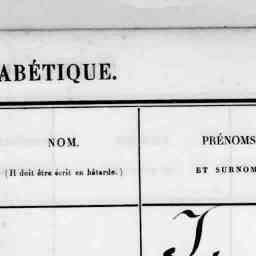 ABÉTIQUE.
NOM.
PRÉNOMS
(Il doit être écrit en bâtarde.)
ET SURNOM